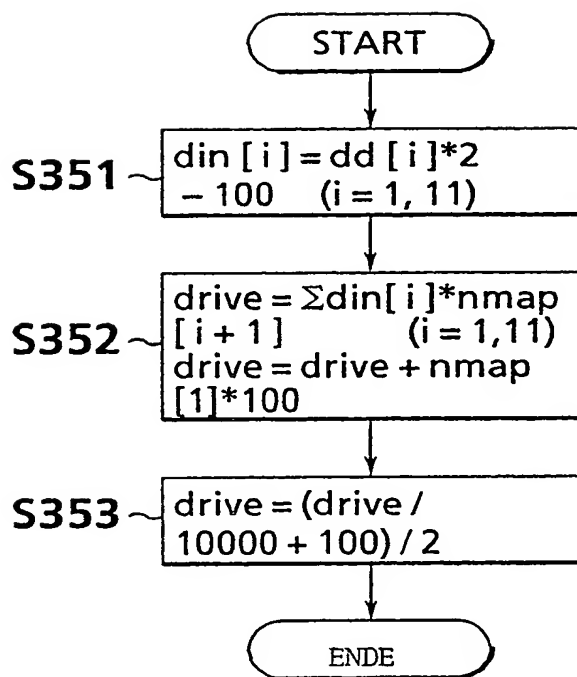 START
S351
din [ i ] = dd [ i ]*2
– 100 (i = 1, 11)
S352
drive = Σdin[ i ]*nmap
[ i + 1 ] (i = 1,11)
drive = drive + nmap
[1]*100
S353
drive = (drive /
10000 + 100) / 2
ENDE